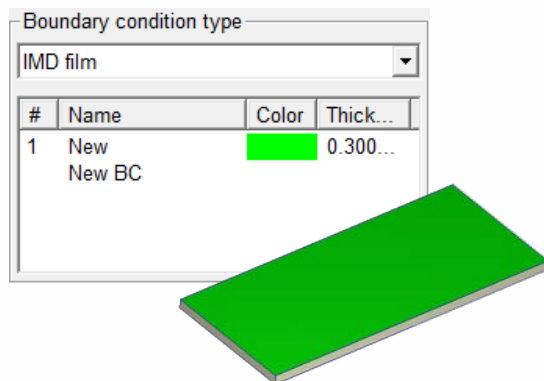 Boundary condition type
IMD film
# Name Color Thick...
1 New 0.300...
New BC